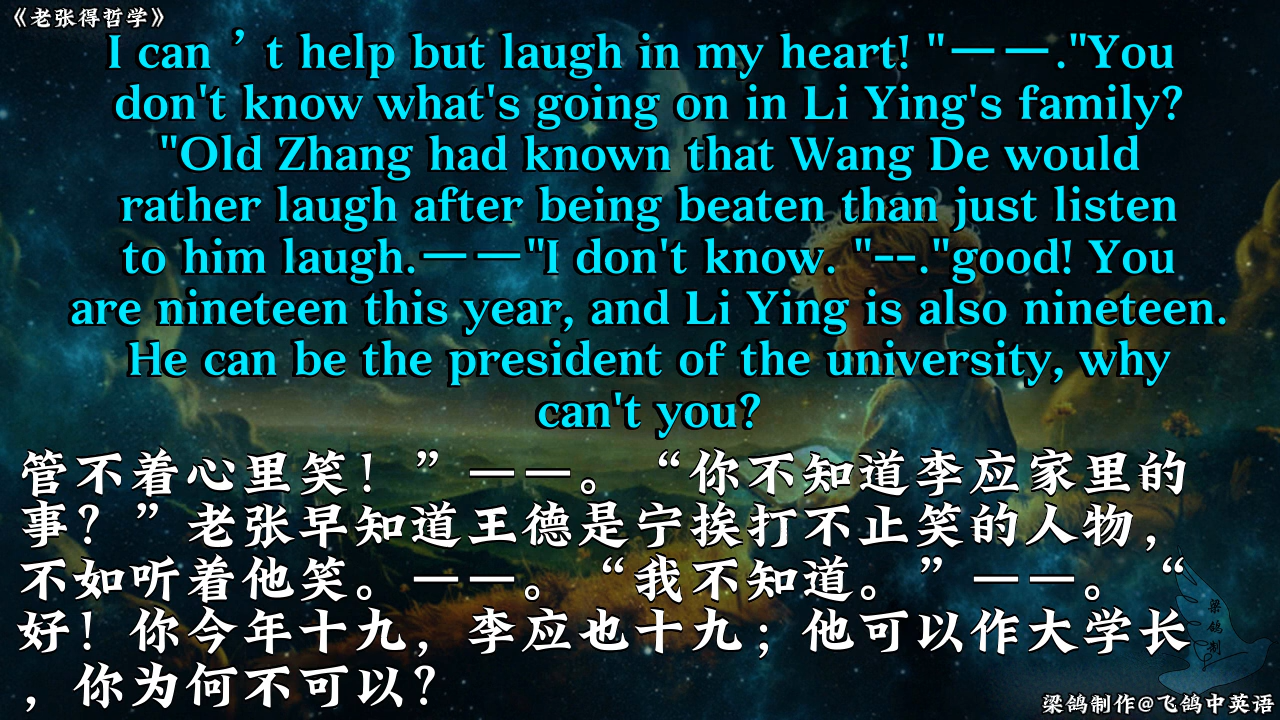 《老张得哲学》
I can ’ t help but laugh in my heart! "——."You
don't know what's going on in Li Ying's family?
"Old Zhang had known that Wang De would
rather laugh after being beaten than just listen
to him laugh.——"I don't know. "--."good! You
are nineteen this year, and Li Ying is also nineteen.
He can be the president of the university, why
can't you?
管不着心里笑！”——。“你不知道李应家里的
事？”老张早知道王德是宁挨打不止笑的人物，
不如听着他笑。——。“我不知道。”——。“
好！你今年十九，李应也十九；他可以作大学长
，你为何不可以？
梁鸽制
梁鸽制作@飞鸽中英语